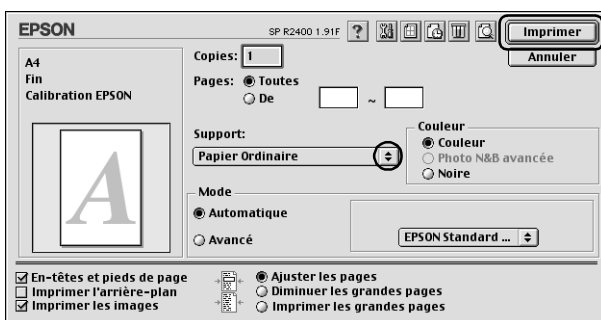 EPSON SP R2400 1.91F ? Imprimer
Annuler
A4
Fin
Calibration EPSON
A
Copies: 1
Pages: Toutes
De ~
Support:
Papier Ordinaire
Couleur
Couleur
Photo N&B avancée
Noire
Mode
Automatique
Avancé
EPSON Standard ...
En-têtes et pieds de page
Imprimer l'arrière-plan
Imprimer les images
Ajuster les pages
Diminuer les grandes pages
Imprimer les grandes pages